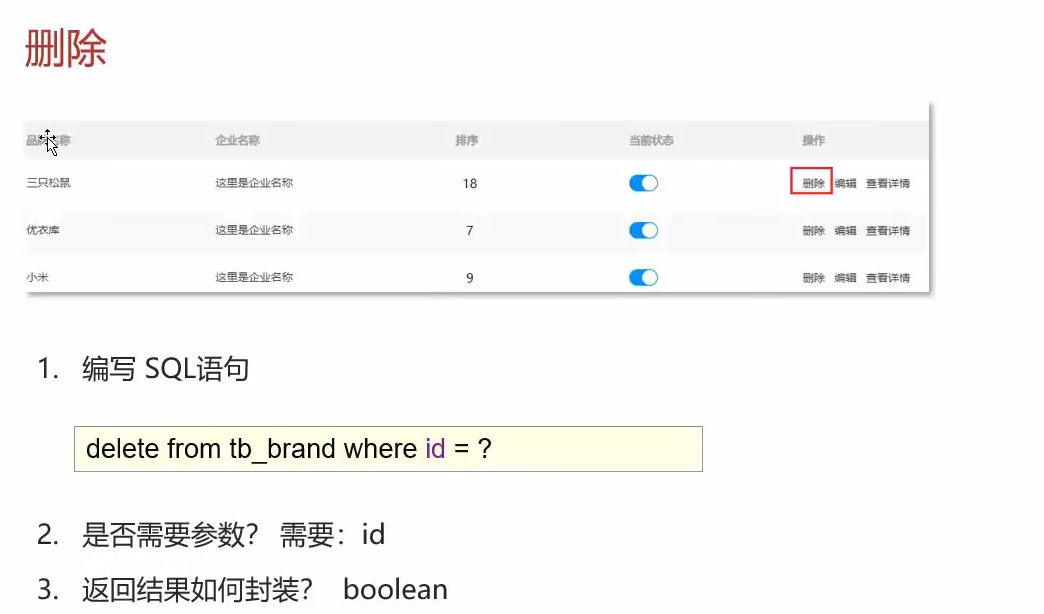 删除
品牌名称 企业名称 排序 当前状态 操作
三只松鼠 这里是企业名称 18 删除 编辑 查看详情
优衣库 这里是企业名称 7 删除 编辑 查看详情
小米 这里是企业名称 9 删除 编辑 查看详情
1. 编写 SQL语句
delete from tb_brand where id = ?
2. 是否需要参数? 需要:id
3. 返回结果如何封装? boolean